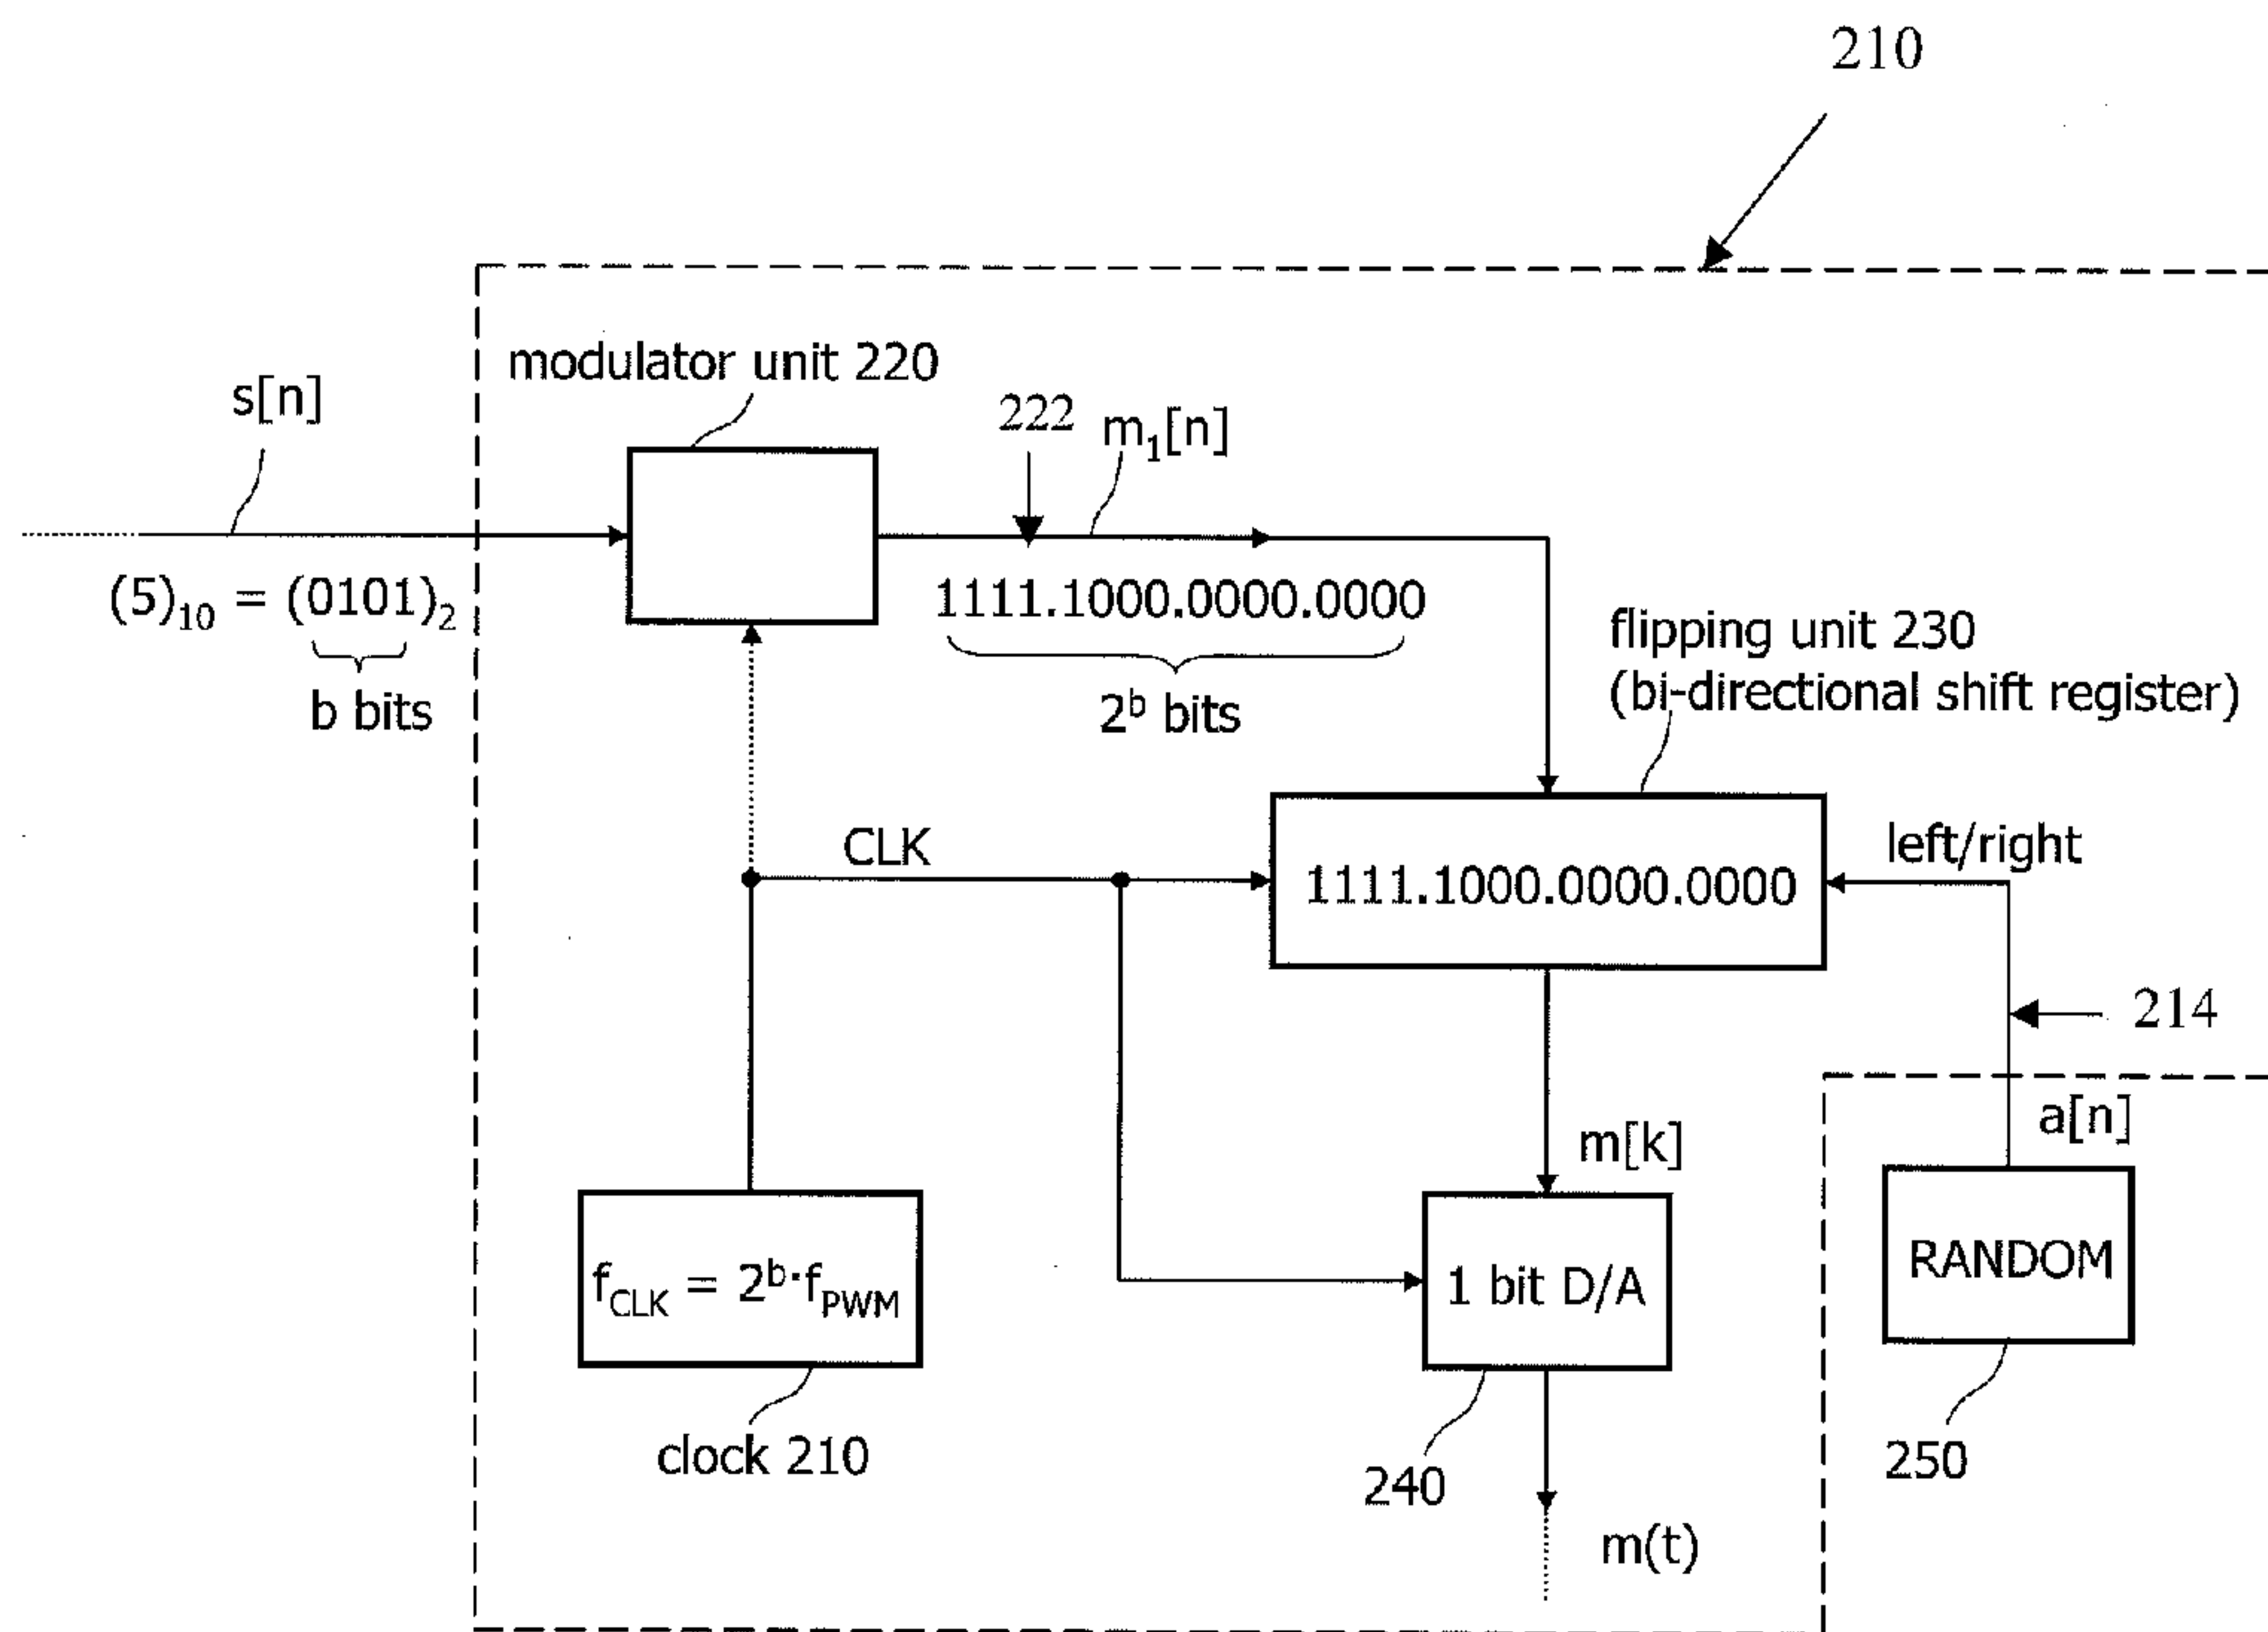 210
modulator unit 220
s[n]
222
m₁[n]
(5)₁₀ = (0101)₂
b bits
1111.1000.0000.0000
2ᵇ bits
flipping unit 230
(bi-directional shift register)
CLK
1111.1000.0000.0000
left/right
214
a[n]
m[k]
f_CLK = 2ᵇ·f_PWM
1 bit D/A
RANDOM
clock 210
240
250
m(t)